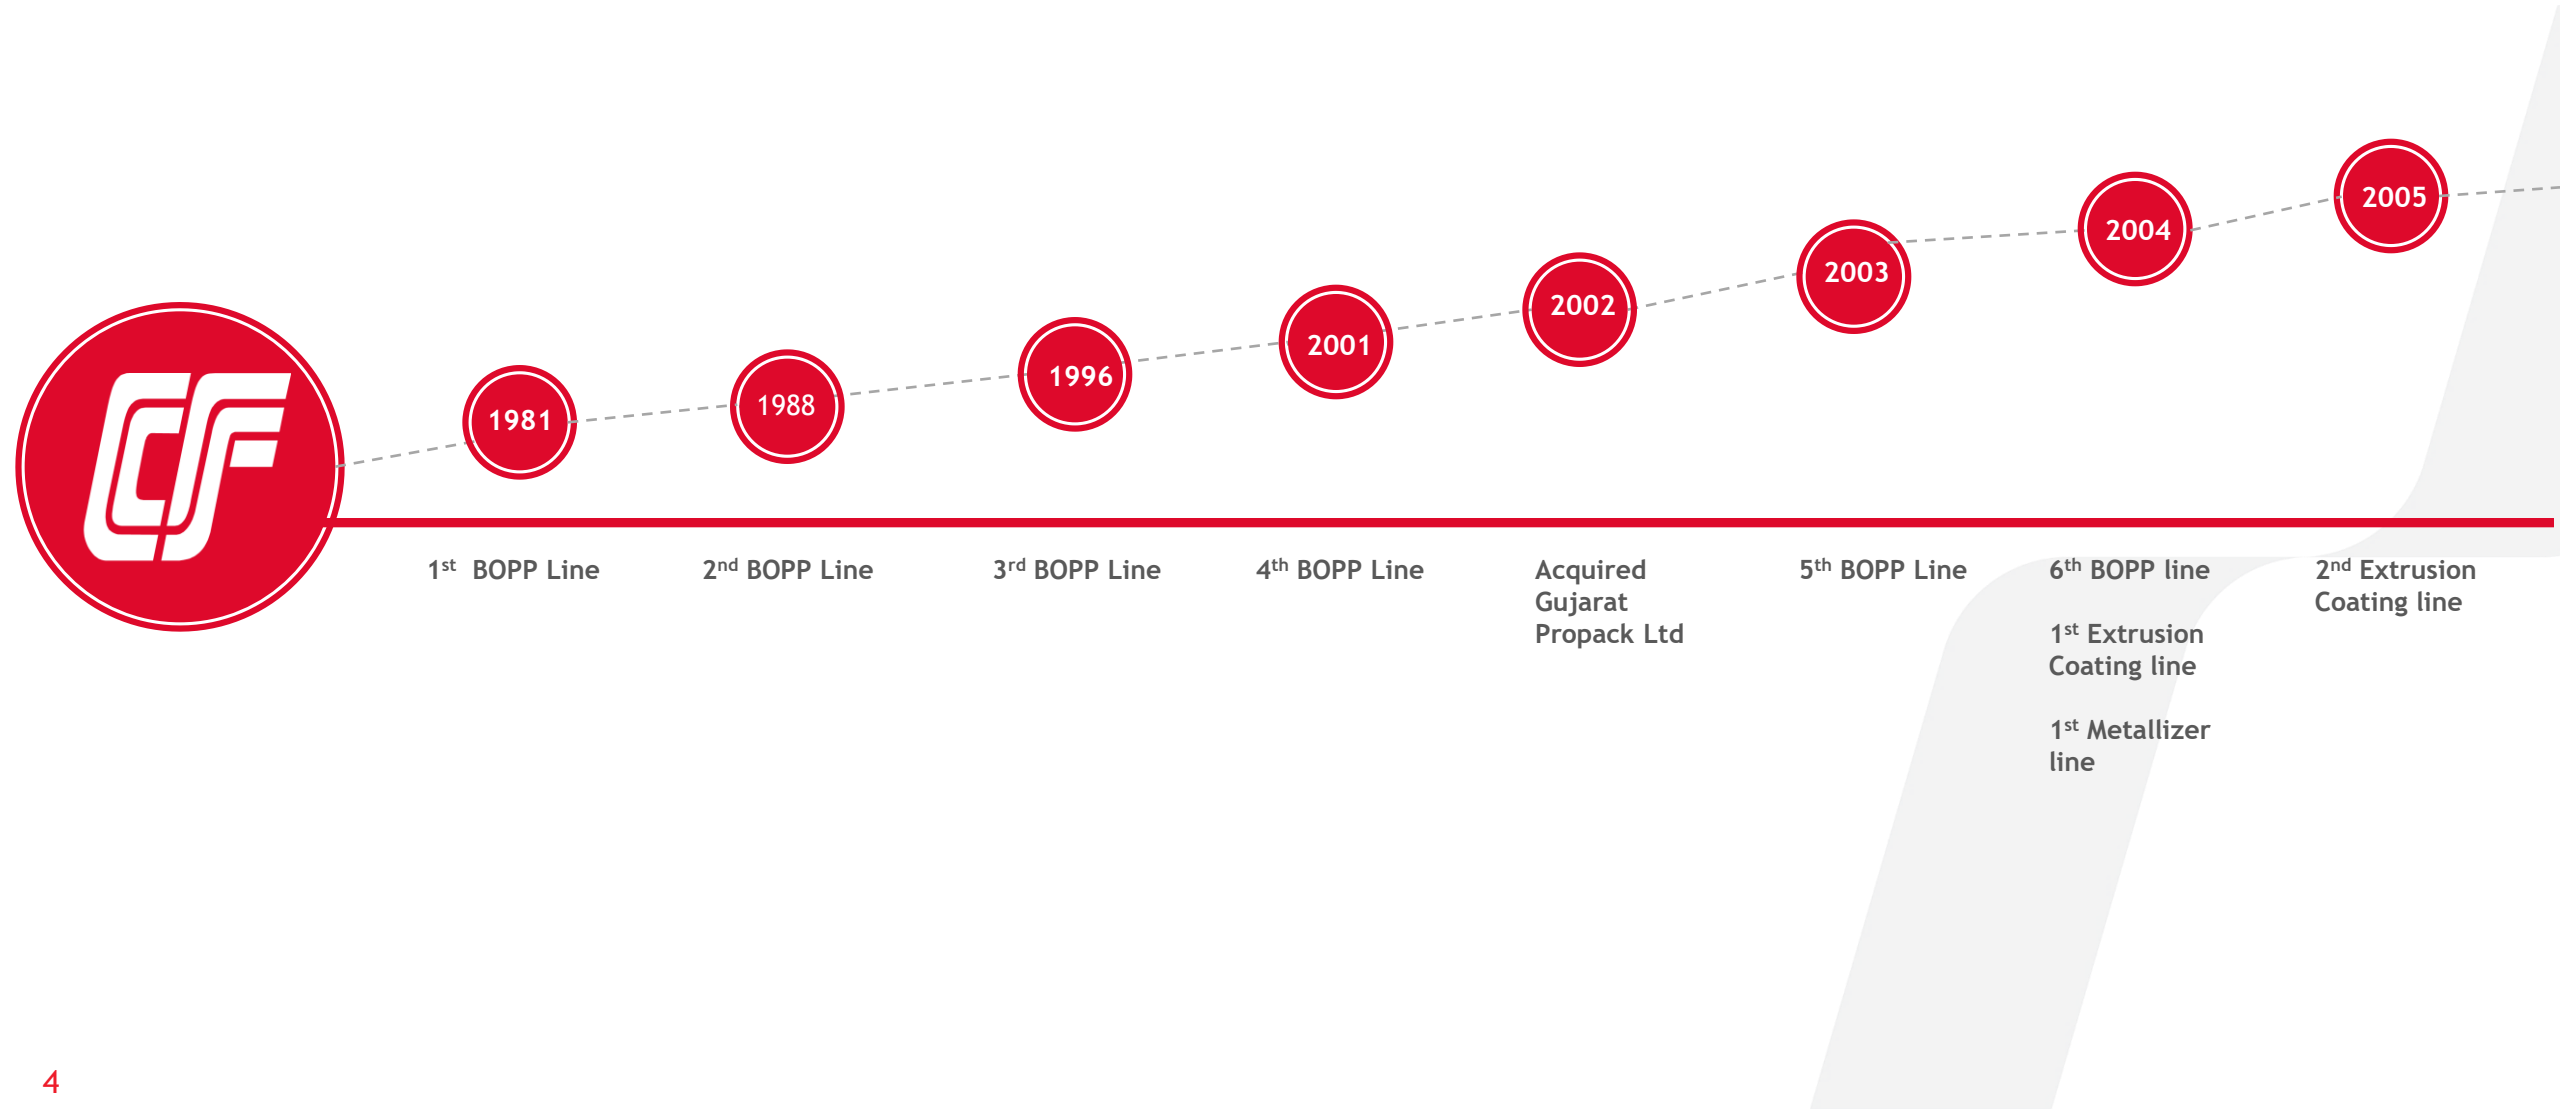 1981
1988
1996
2001
2002
2003
2004
2005
1st BOPP Line
2nd BOPP Line
3rd BOPP Line
4th BOPP Line
Acquired
Gujarat
Propack Ltd
5th BOPP Line
6th BOPP line
1st Extrusion
Coating line
1st Metallizer
line
2nd Extrusion
Coating line
4